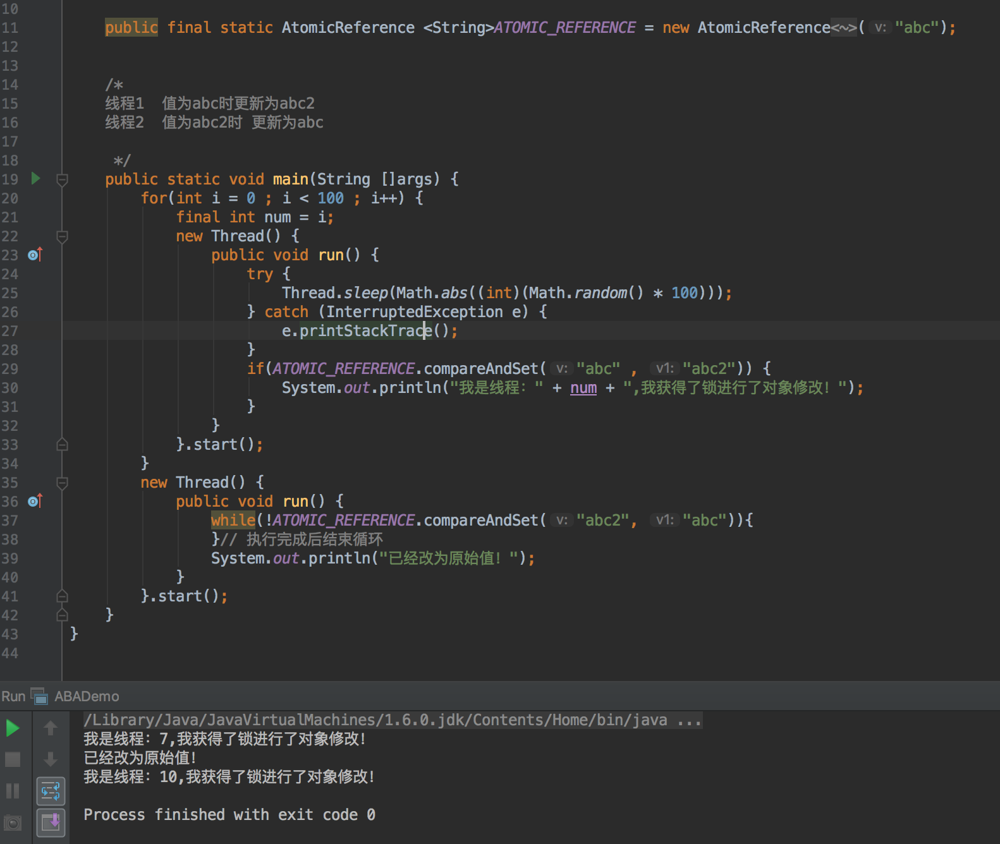 10
11 public final static AtomicReference <String>ATOMIC_REFERENCE = new AtomicReference<~>( v: "abc");
12
13
14 /*
15 线程1  值为abc时更新为abc2
16 线程2  值为abc2时 更新为abc
17
18 */
19 public static void main(String []args) {
20 for(int i = 0 ; i < 100 ; i++) {
21 final int num = i;
22 new Thread() {
23 public void run() {
24 try {
25 Thread.sleep(Math.abs((int)(Math.random() * 100)));
26 } catch (InterruptedException e) {
27 e.printStackTrace();
28 }
29 if(ATOMIC_REFERENCE.compareAndSet( v: "abc" , v1: "abc2")) {
30 System.out.println("我是线程：" + num + ",我获得了锁进行了对象修改！");
31 }
32 }
33 }.start();
34 }
35 new Thread() {
36 public void run() {
37 while(!ATOMIC_REFERENCE.compareAndSet( v: "abc2", v1: "abc")){
38 }// 执行完成后结束循环
39 System.out.println("已经改为原始值！");
40 }
41 }.start();
42 }
43 }
44
Run ABADemo
/Library/Java/JavaVirtualMachines/1.6.0.jdk/Contents/Home/bin/java ...
我是线程：7,我获得了锁进行了对象修改！
已经改为原始值！
我是线程：10,我获得了锁进行了对象修改！
Process finished with exit code 0